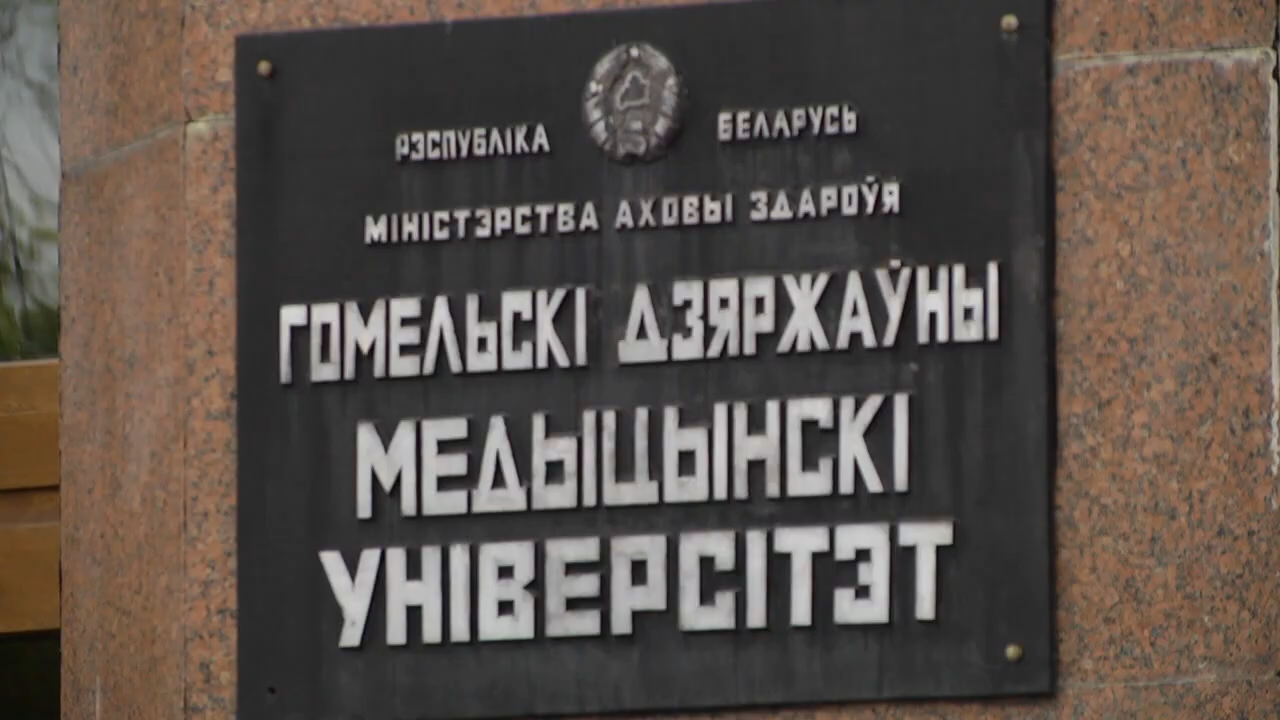 РЭСПУБЛІКА БЕЛАРУСЬ
МІНІСТЭРСТВА АХОВЫ ЗДАРОЎЯ
ГОМЕЛЬСКІ ДЗЯРЖАЎНЫ
МЕДЫЦЫНСКІ
УНІВЕРСІТЭТ